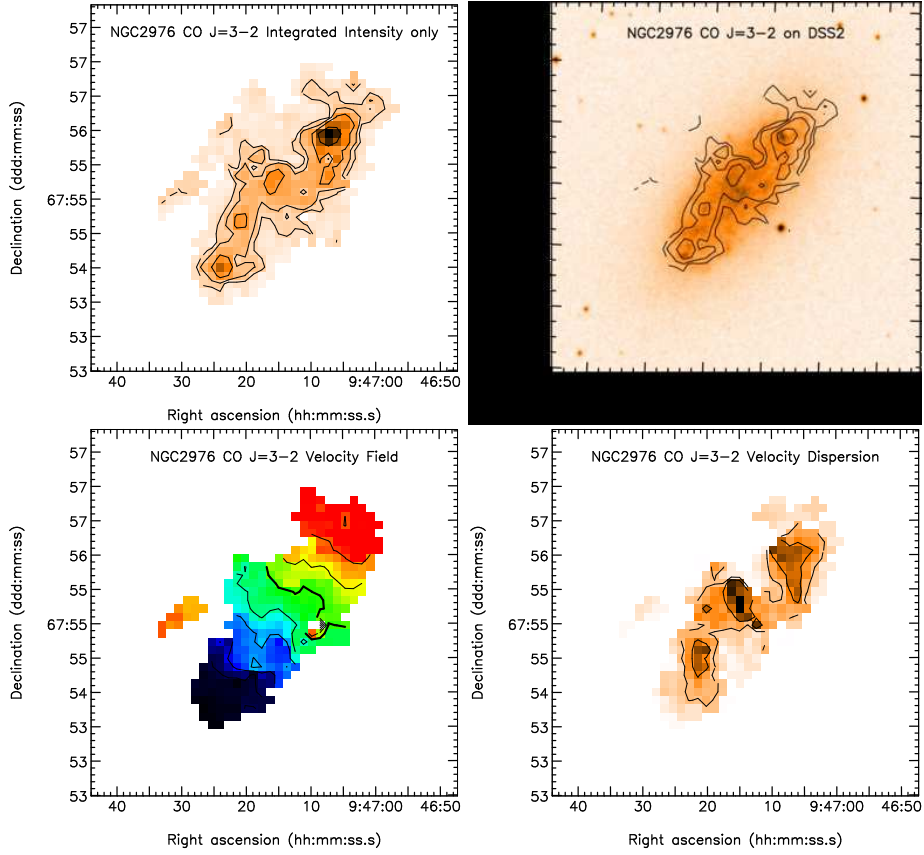 NGC2976 CO J=3-2 Integrated Intensity only
57
57
56
55
67:55
54
53
53
Declination (ddd:mm:ss)
40 30 20 10 9:47:00 46:50
Right ascension (hh:mm:ss.s)
NGC2976 CO J=3-2 on DSS2
NGC2976 CO J=3-2 Velocity Field
57
57
56
55
67:55
55
54
53
53
Declination (ddd:mm:ss)
40 30 20 10 9:47:00 46:50
Right ascension (hh:mm:ss.s)
NGC2976 CO J=3-2 Velocity Dispersion
57
57
56
55
67:55
55
54
53
53
Declination (ddd:mm:ss)
40 30 20 10 9:47:00 46:50
Right ascension (hh:mm:ss.s)